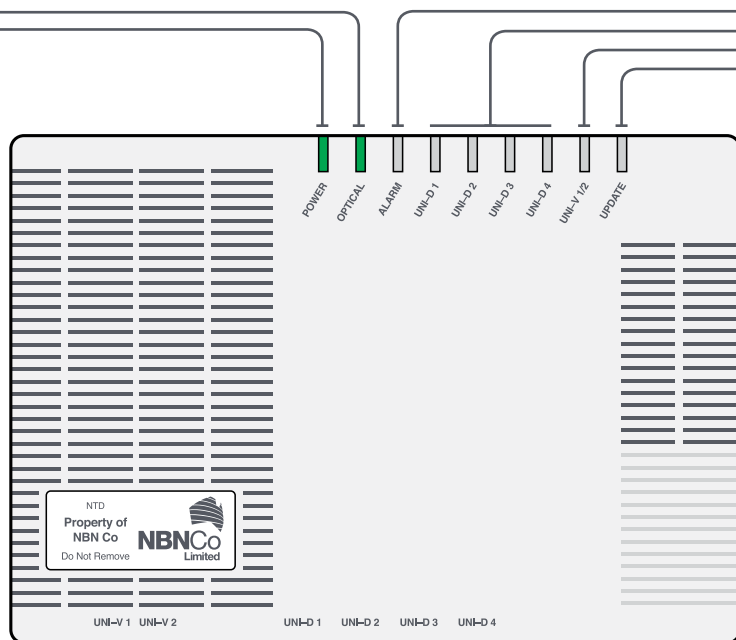 POWER
OPTICAL
ALARM
UNI–D 1
UNI–D 2
UNI–D 3
UNI–D 4
UNI–V 1/2
UPDATE
NTD
Property of
NBN Co
Do Not Remove
NBNCo
Limited
UNI–V 1 UNI–V 2 UNI–D 1 UNI–D 2 UNI–D 3 UNI–D 4